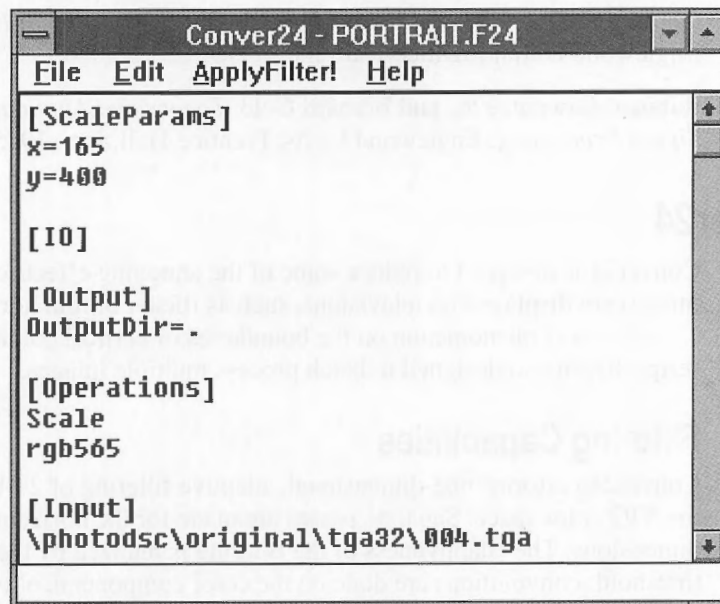 Conver24 - PORTRAIT.F24
File Edit ApplyFilter! Help
[ScaleParams]
x=165
y=400
[IO]
[Output]
OutputDir=.
[Operations]
Scale
rgb565
[Input]
\photodsc\original\tga32\004.tga